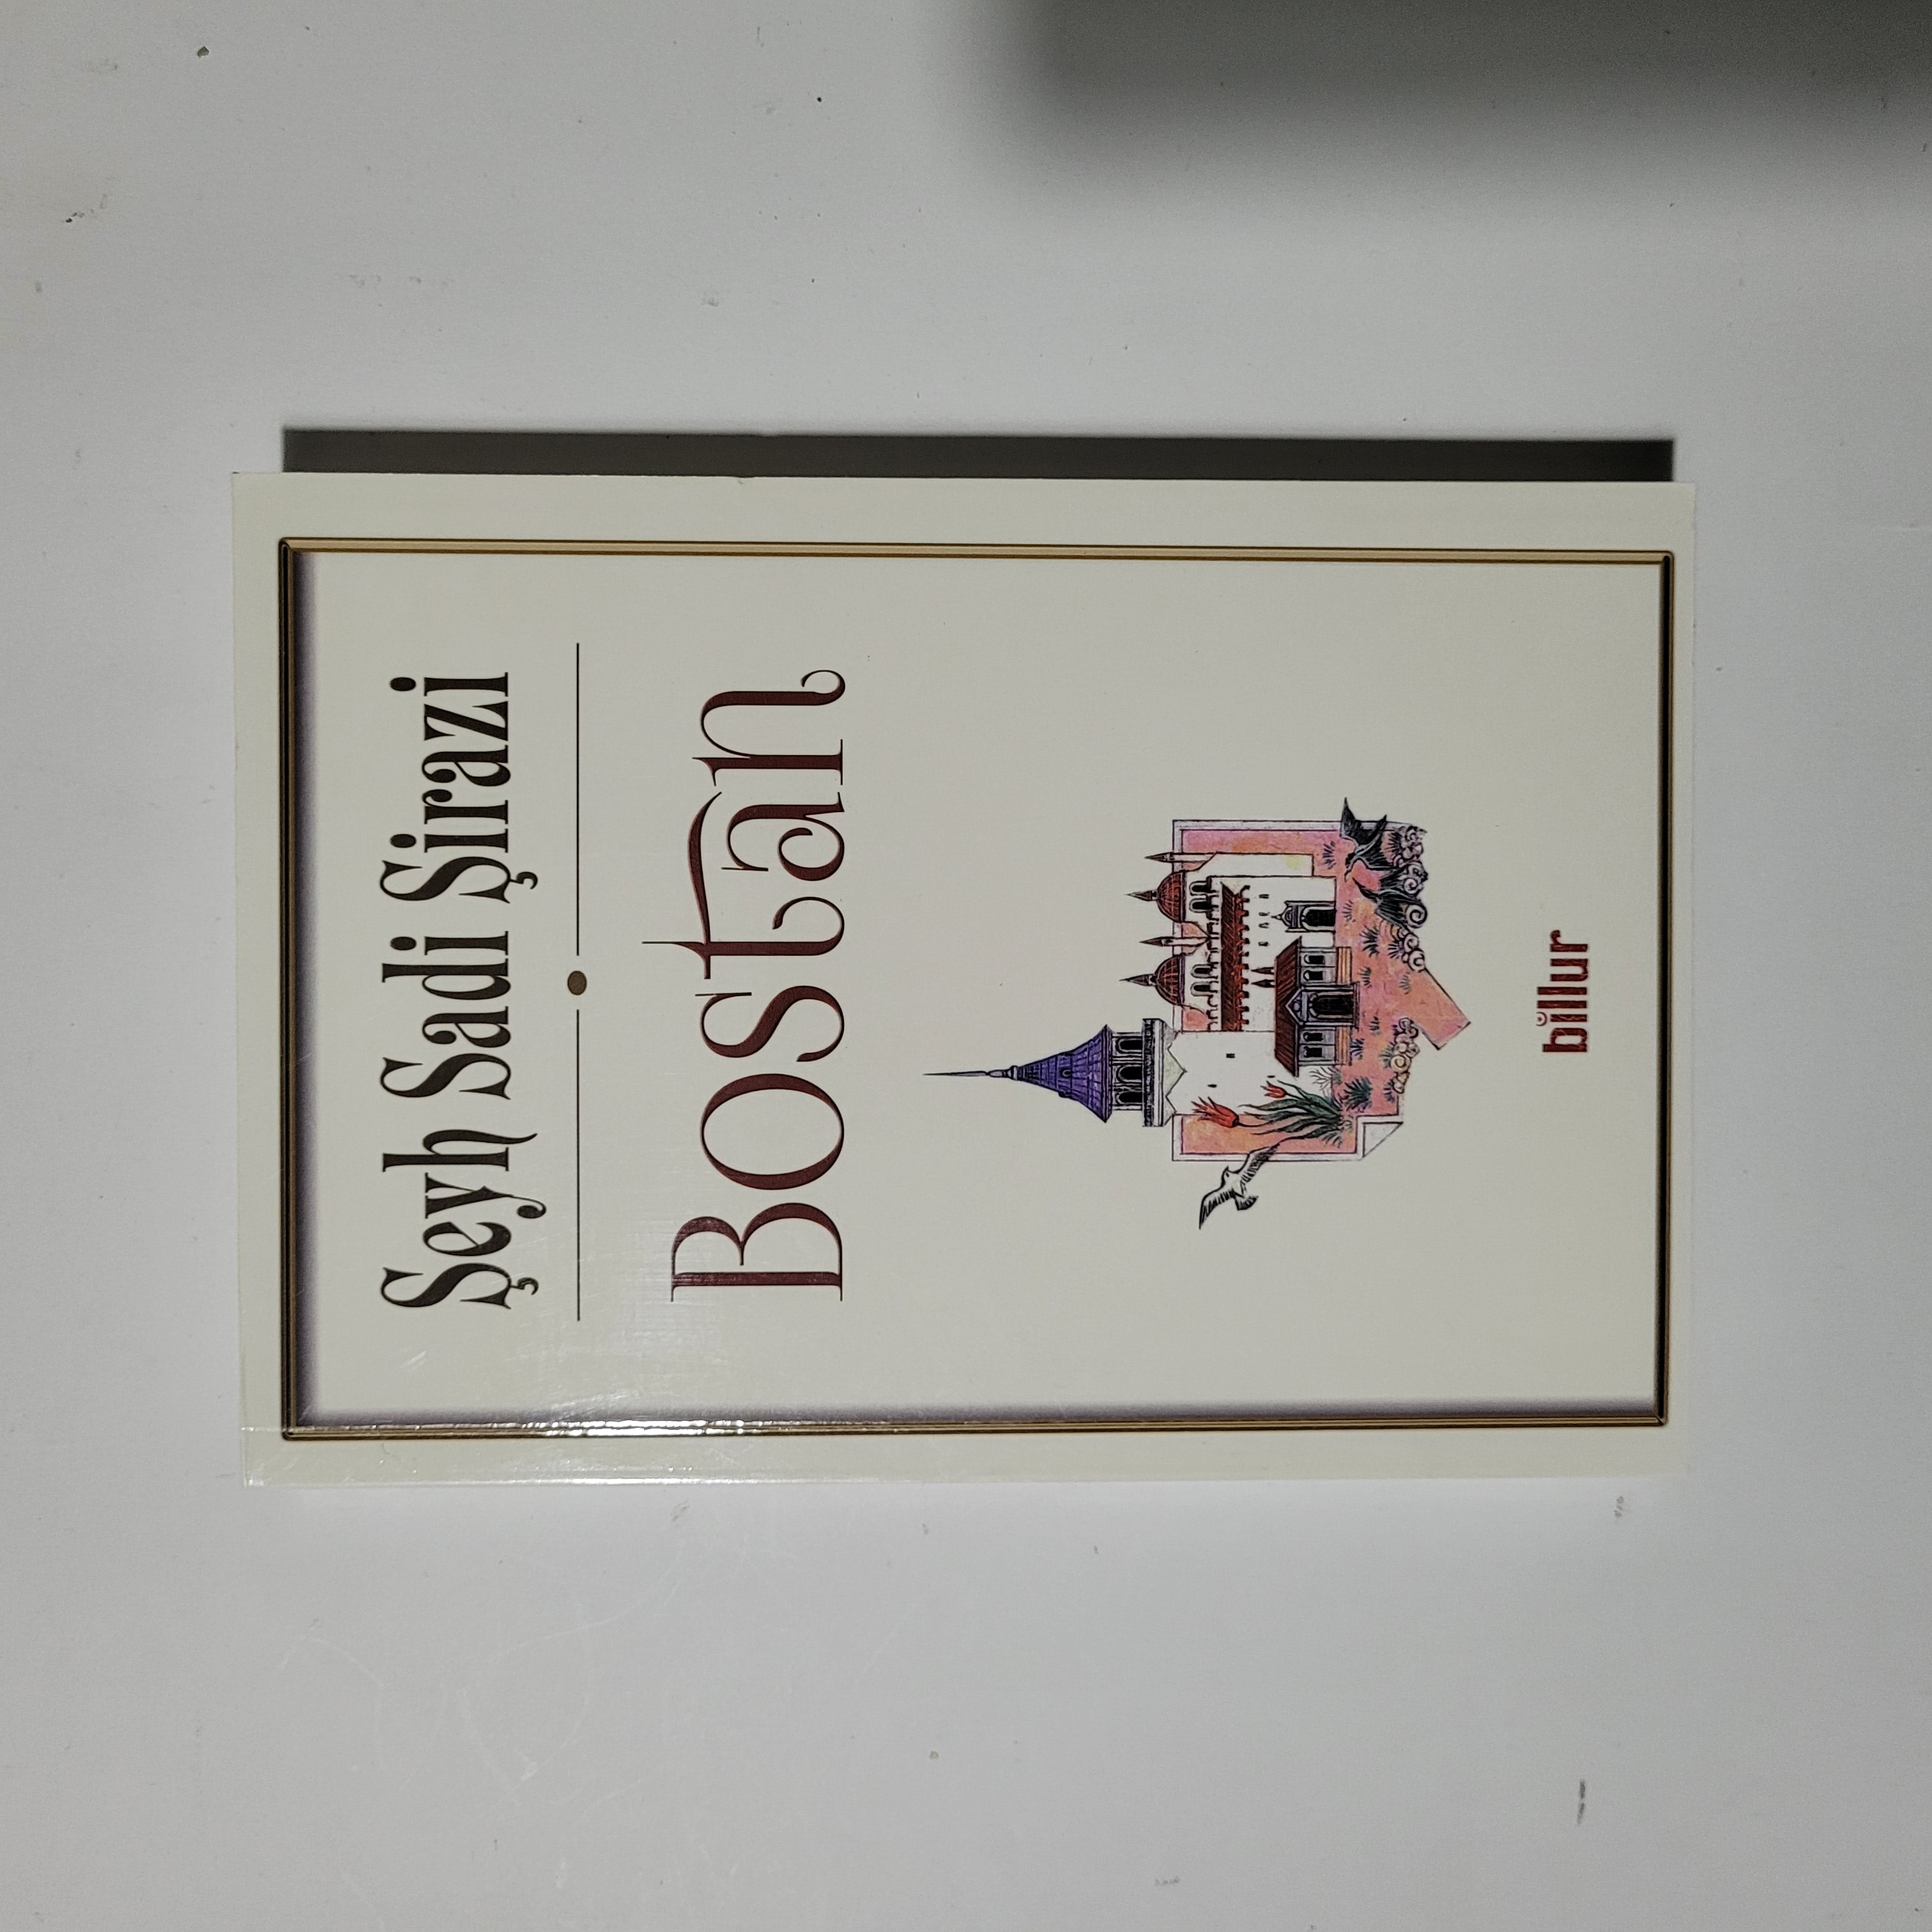 Şeyh Sadi Şirazi
Bostan
billur